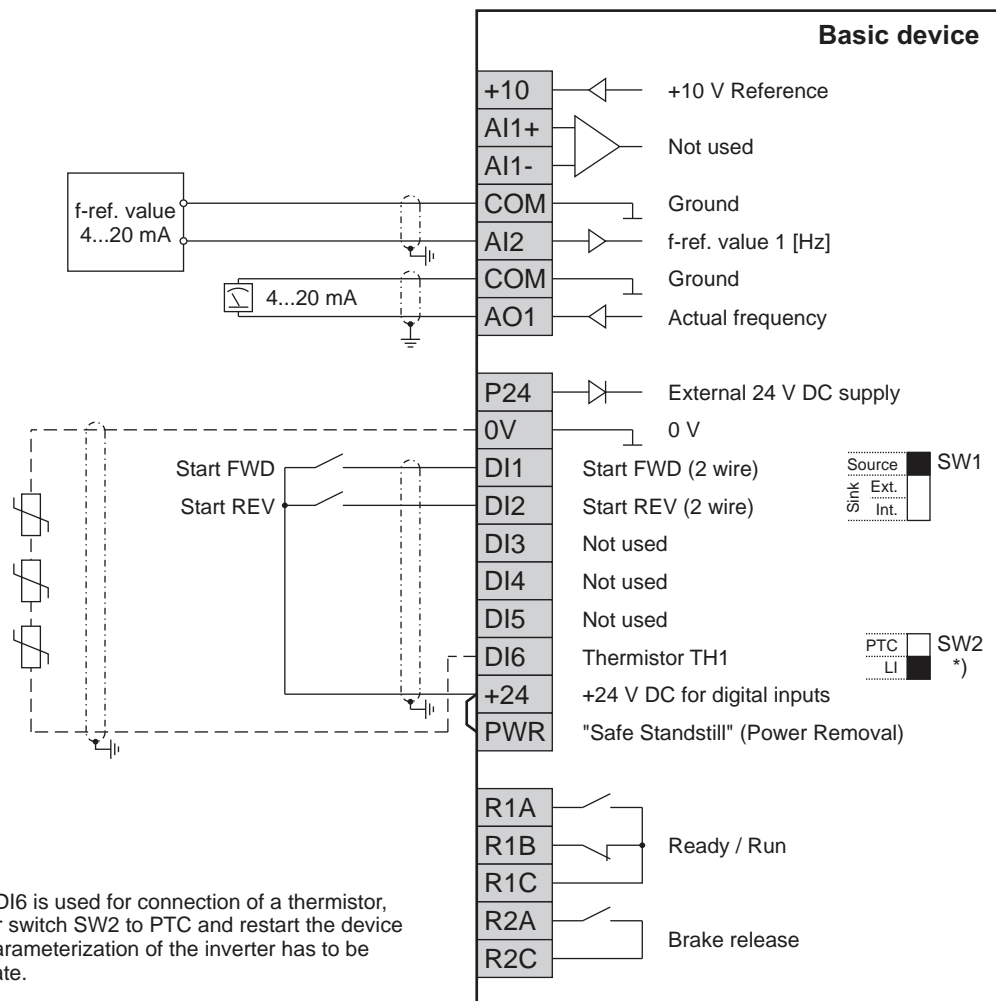 Basic device
+10 +10 V Reference
AI1+
Not used
AI1-
COM Ground
f-ref. value
4...20 mA
AI2 f-ref. value 1 [Hz]
COM Ground
4...20 mA
AO1 Actual frequency
P24 External 24 V DC supply
0V 0 V
Start FWD DI1 Start FWD (2 wire)
Start REV DI2 Start REV (2 wire)
Source SW1
Sink Ext.
Int.
DI3 Not used
DI4 Not used
DI5 Not used
DI6 Thermistor TH1
PTC SW2
LI *)
+24 +24 V DC for digital inputs
PWR "Safe Standstill" (Power Removal)
R1A
R1B Ready / Run
R1C
R2A
Brake release
R2C
DI6 is used for connection of a thermistor,
switch SW2 to PTC and restart the device
of the inverter has to be